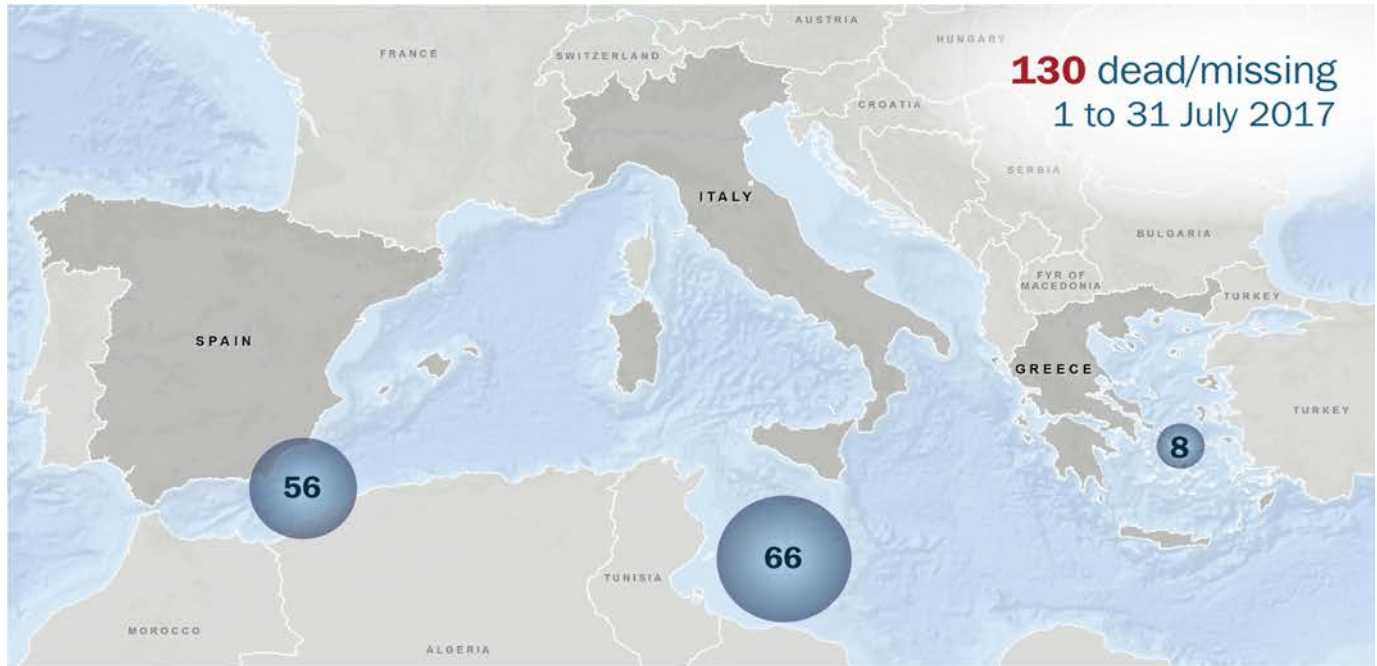 AUSTRIA
FRANCE
SWITZERLAND
HUNGARY
130 dead/missing
1 to 31 July 2017
CROATIA
SERBIA
ITALY
BULGARIA
FYR OF
MACEDONIA
TURKEY
SPAIN
GREECE
TURKEY
8
56
66
TUNISIA
MOROCCO
ALGERIA